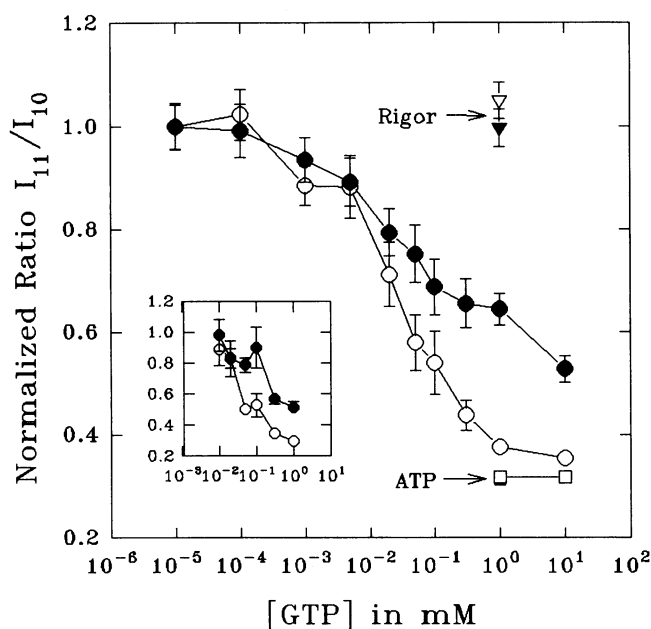 Normalized Ratio I₁₁/I₁₀
1.2
1.0
0.8
0.6
0.4
0.2
Rigor
ATP
1.2
1.0
0.8
0.6
0.4
0.2
10⁻³ 10⁻² 10⁻¹ 10⁰ 10¹
10⁻⁶ 10⁻⁵ 10⁻⁴ 10⁻³ 10⁻² 10⁻¹ 10⁰ 10¹ 10²
[GTP] in mM